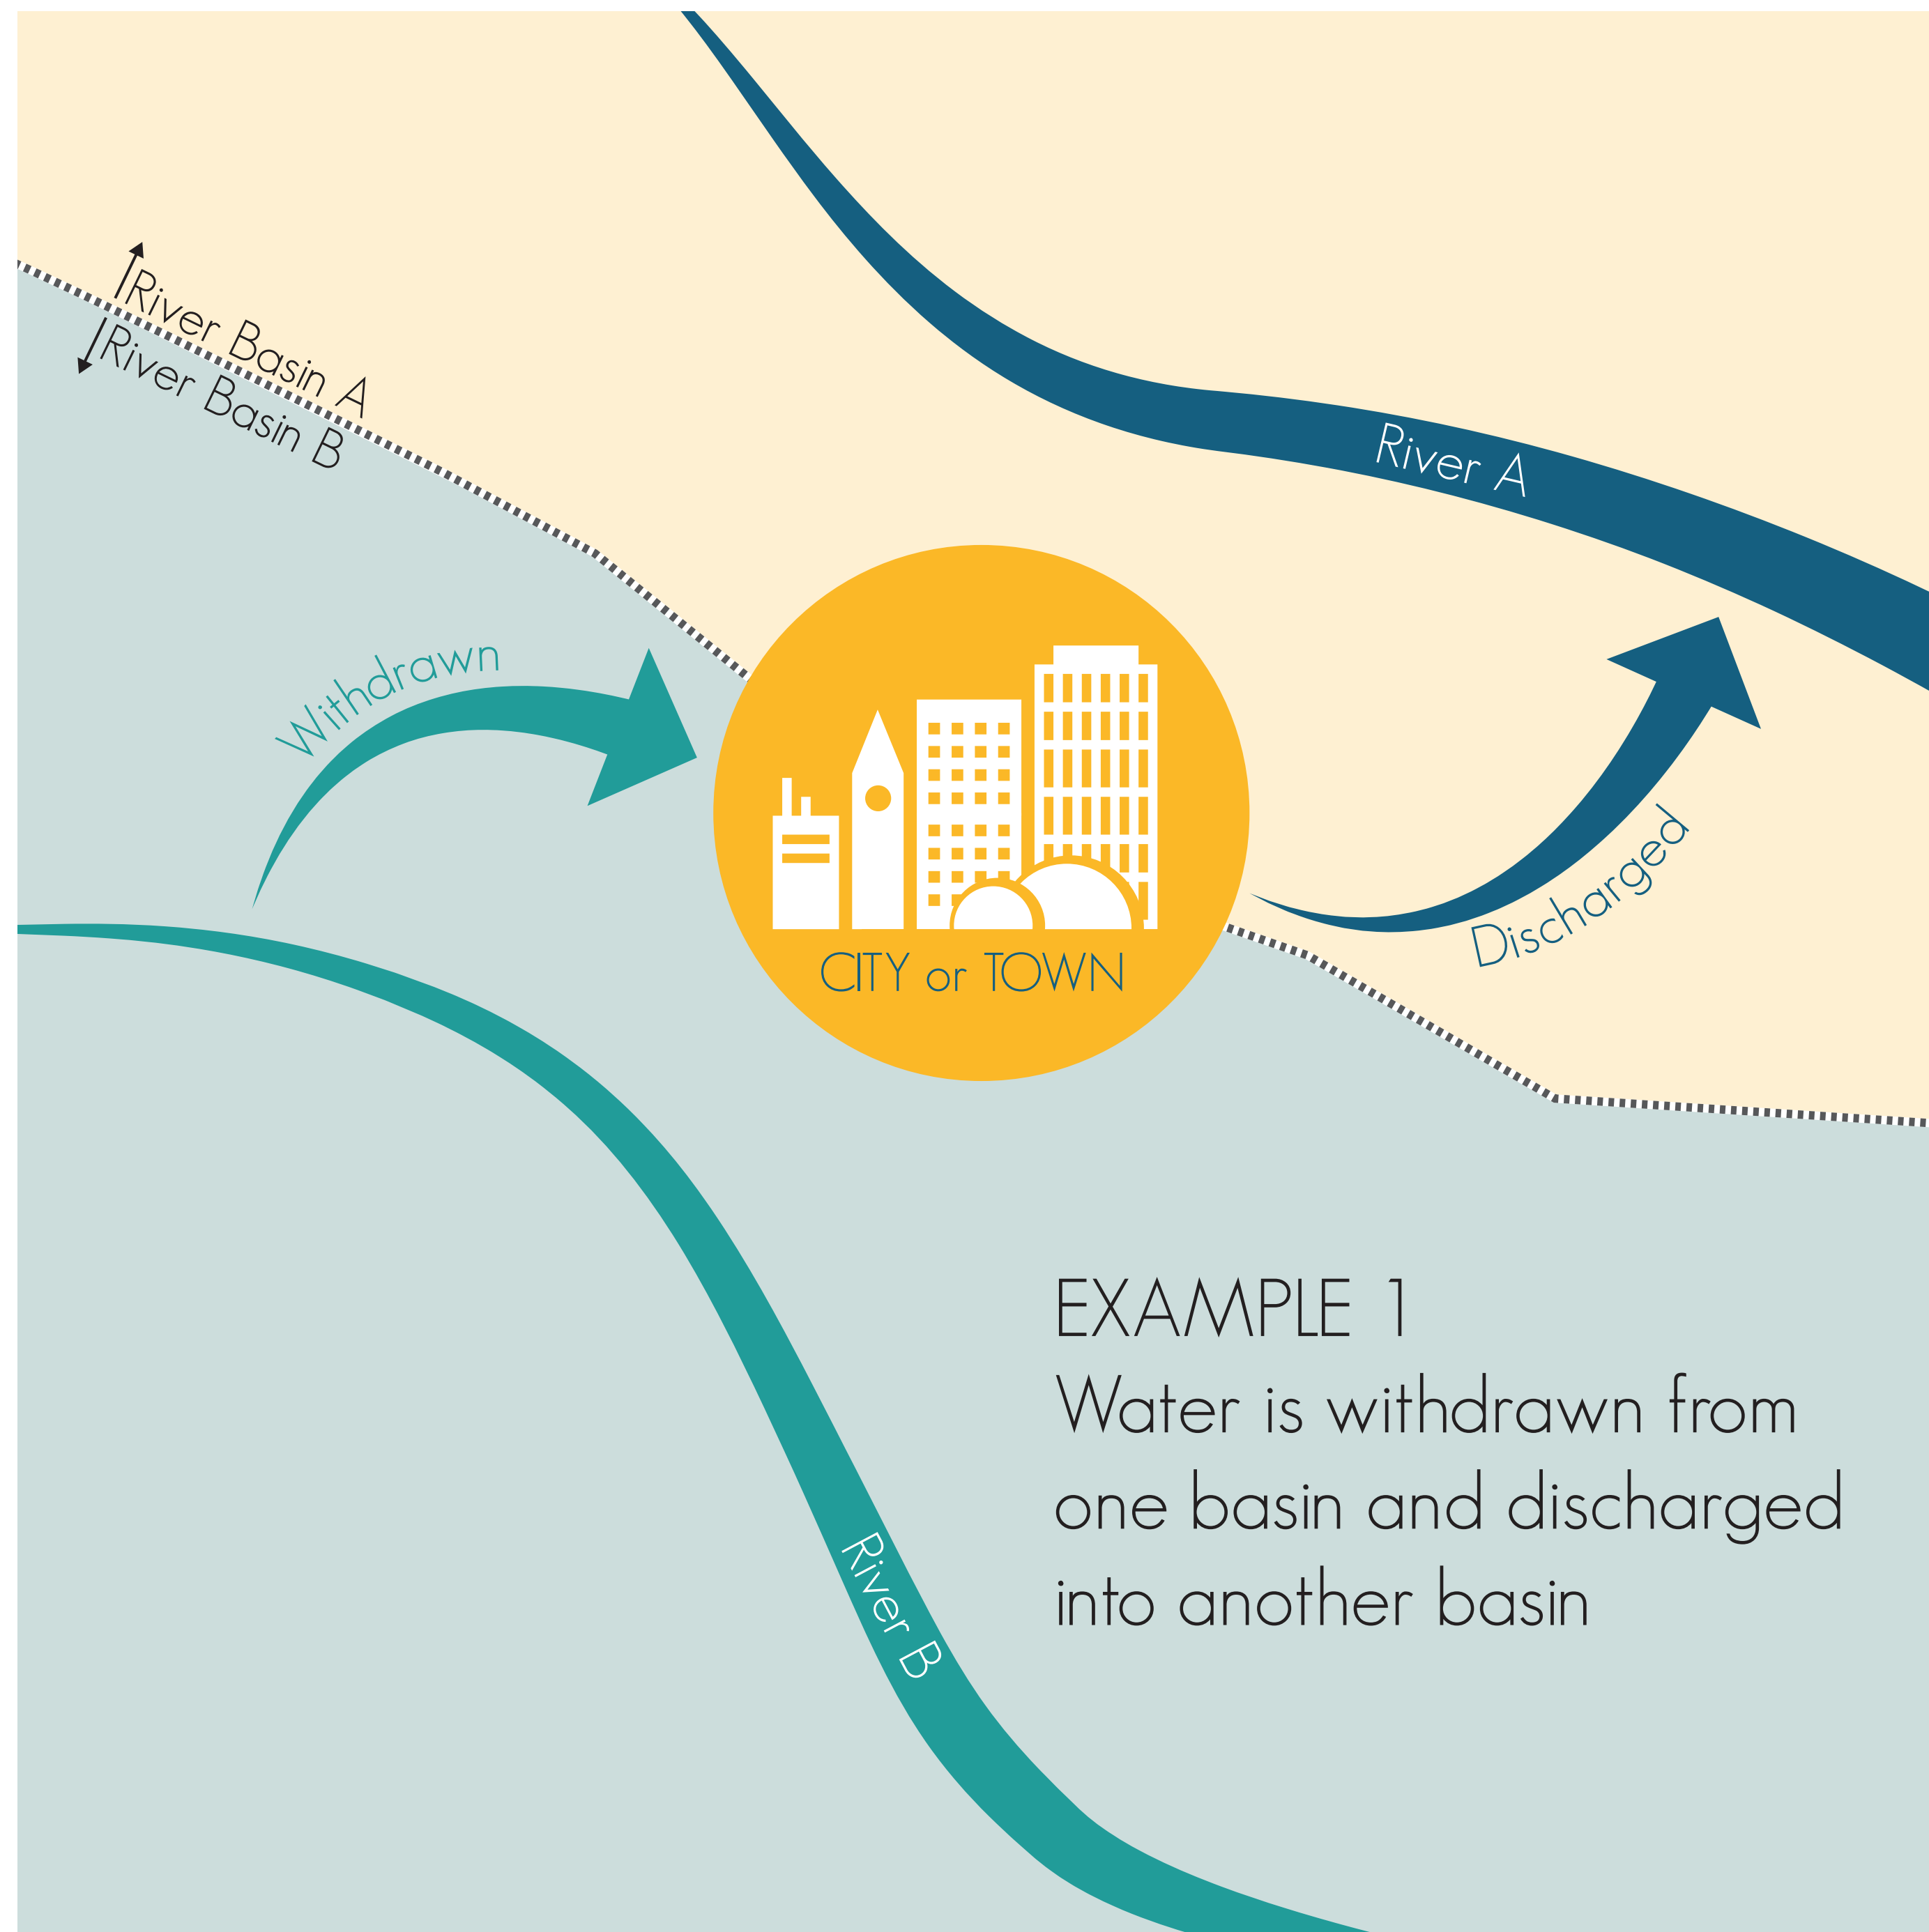 River Basin A
River Basin B
River A
Withdrawn
Discharged
CITY or TOWN
EXAMPLE 1
Water is withdrawn from
one basin and discharged
into another basin
River B